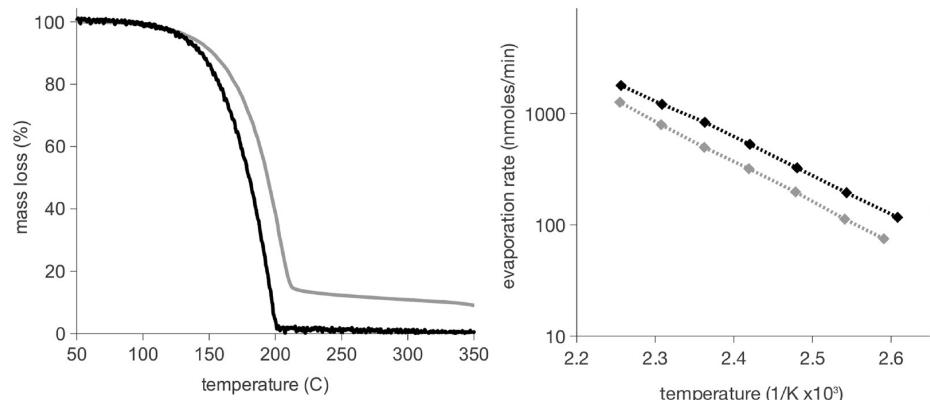 mass loss (%)
100
80
60
40
20
0
50 100 150 200 250 300 350
temperature (C)
evaporation rate (nmoles/min)
1000
100
10
2.2 2.3 2.4 2.5 2.6
temperature (1/K x10³)